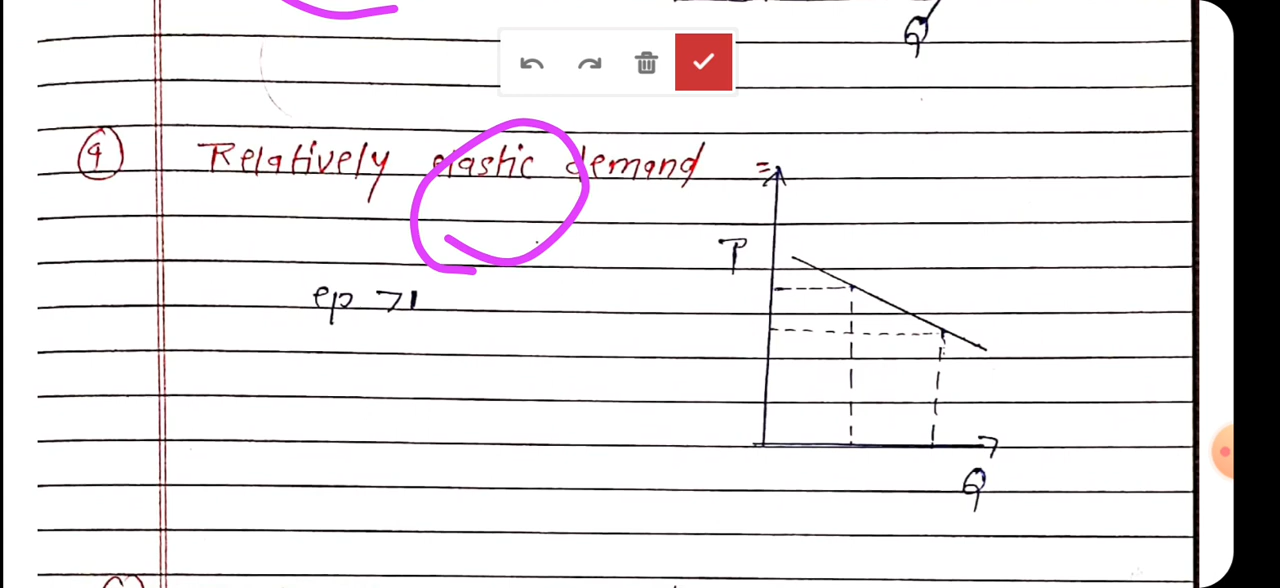 Q
④ Relatively elastic demand =
P
ep >1
Q